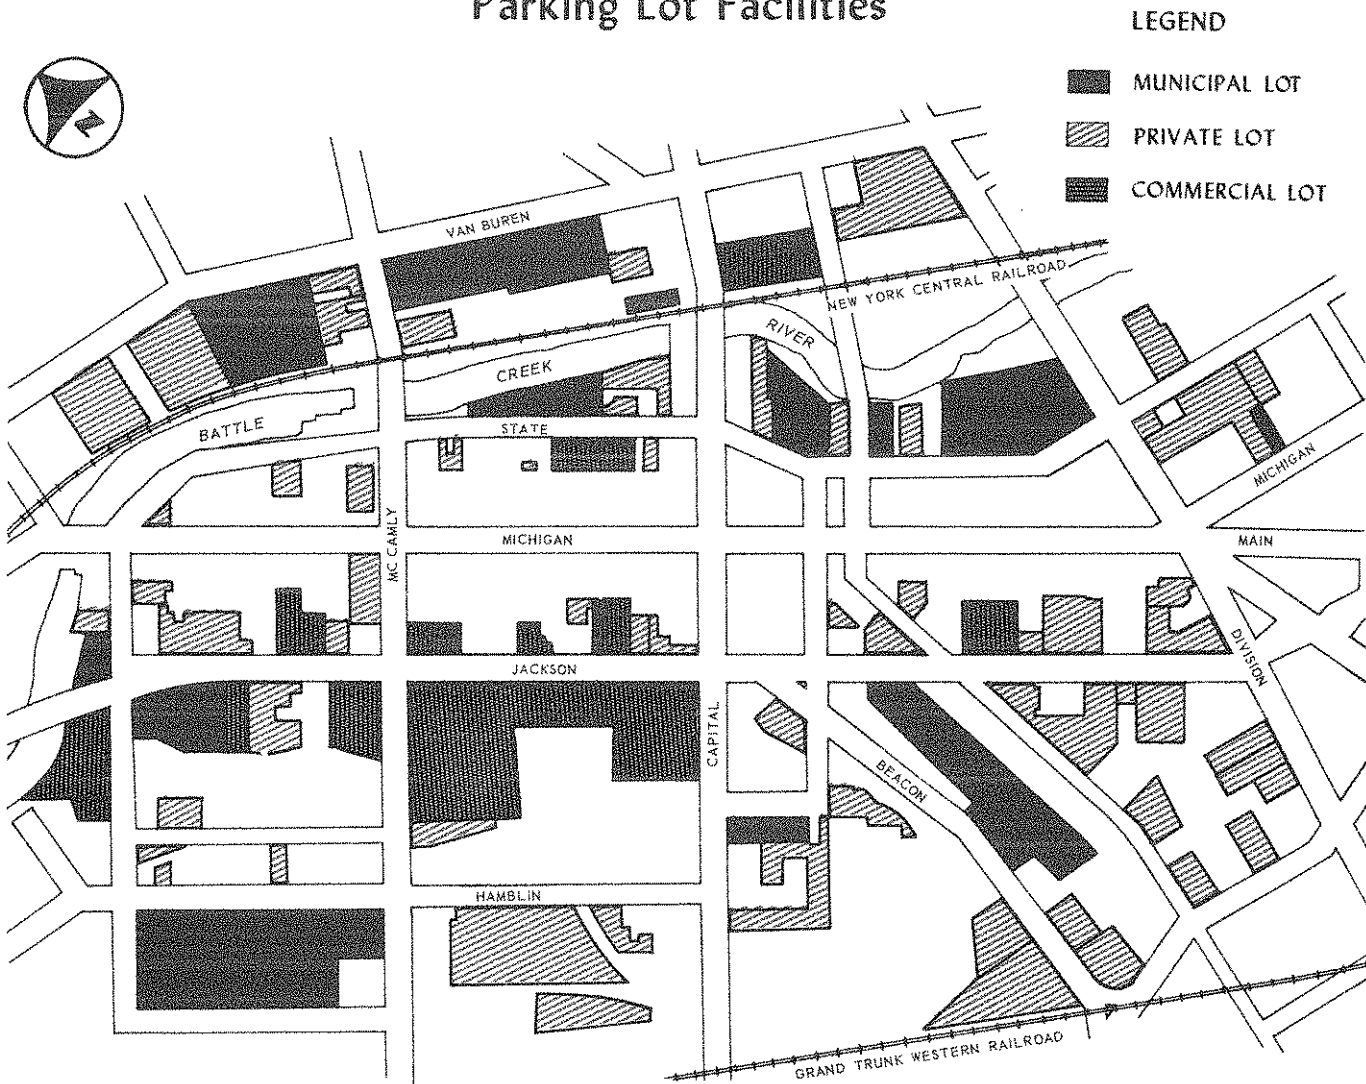 Parking Lot Facilities
LEGEND
MUNICIPAL LOT
PRIVATE LOT
COMMERCIAL LOT
N
VAN BUREN
NEW YORK CENTRAL RAILROAD
RIVER
CREEK
BATTLE
STATE
MICHIGAN
MC CAMLY
MICHIGAN
MAIN
JACKSON
DIVISION
CAPITAL
BEACON
HAMBLIN
GRAND TRUNK WESTERN RAILROAD